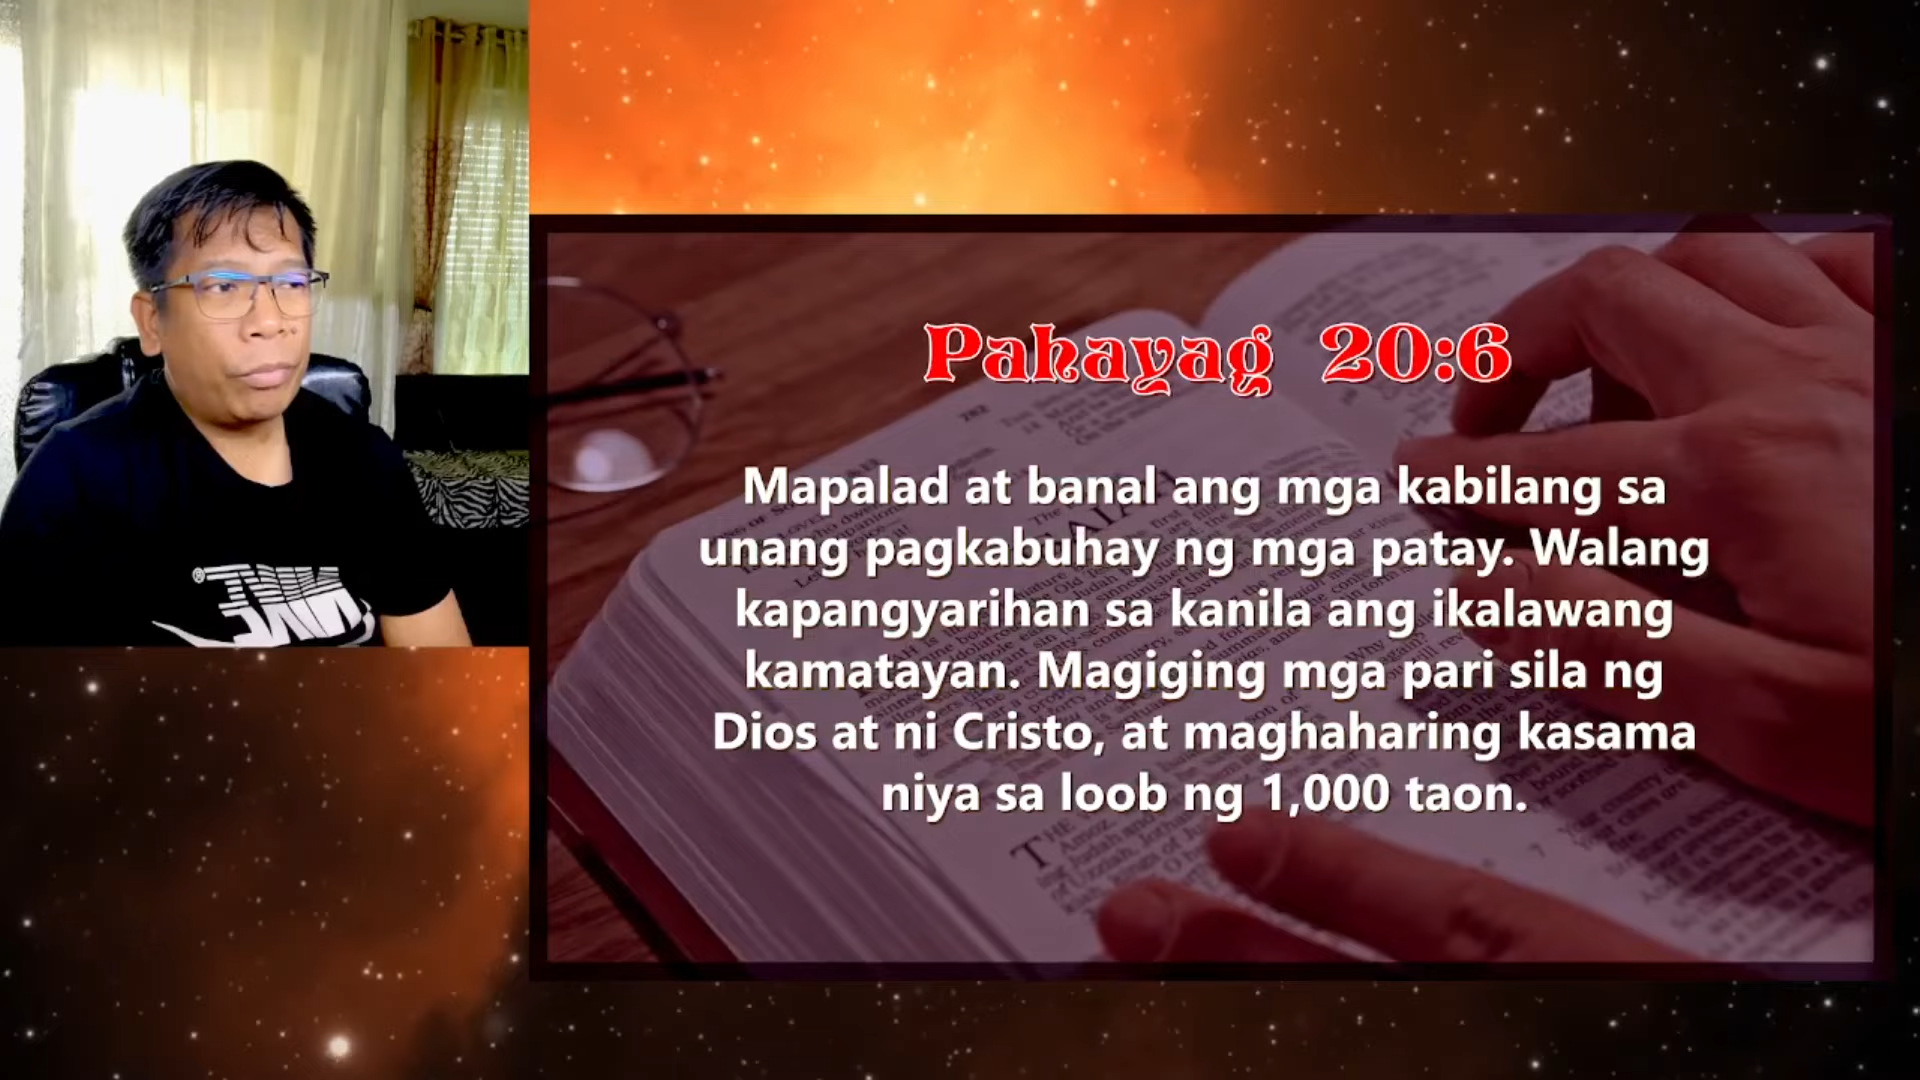 Pahayag 20:6
Mapalad at banal ang mga kabilang sa
unang pagkabuhay ng mga patay. Walang
kapangyarihan sa kanila ang ikalawang
kamatayan. Magiging mga pari sila ng
Dios at ni Cristo, at maghaharing kasama
niya sa loob ng 1,000 taon.